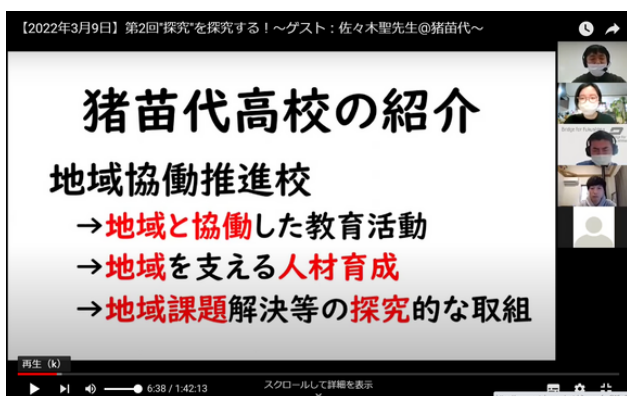 【2022年3月9日】第2回"探究"を探究する！～ゲスト：佐々木聖先生@猪苗代～
猪苗代高校の紹介
地域協働推進校
→地域と協働した教育活動
→地域を支える人材育成
→地域課題解決等の探究的な取組
再生（k）
6:38 / 1:42:13
スクロールして詳細を表示